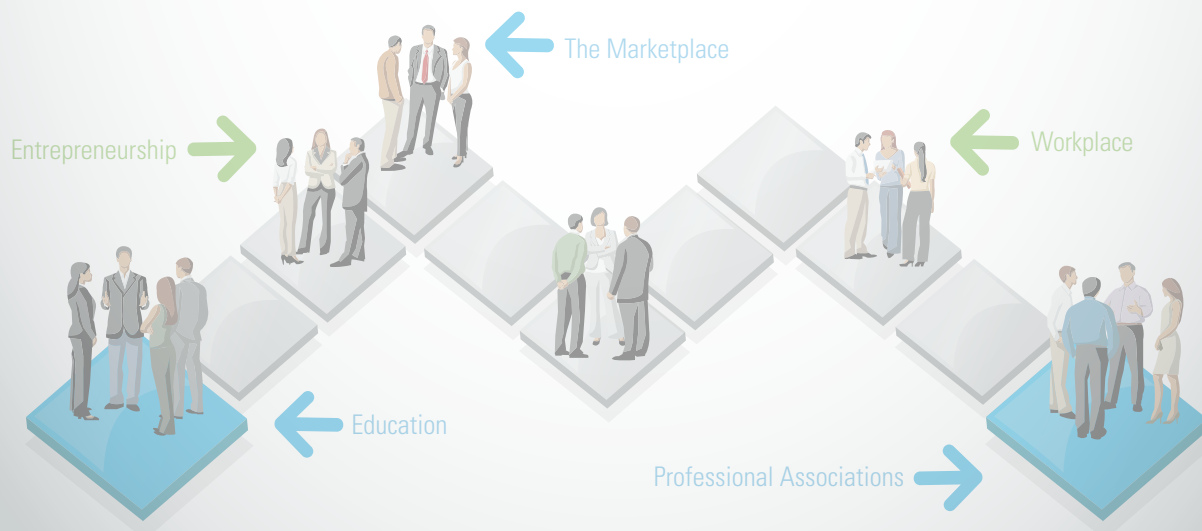 The Marketplace
Entrepreneurship
Workplace
Education
Professional Associations